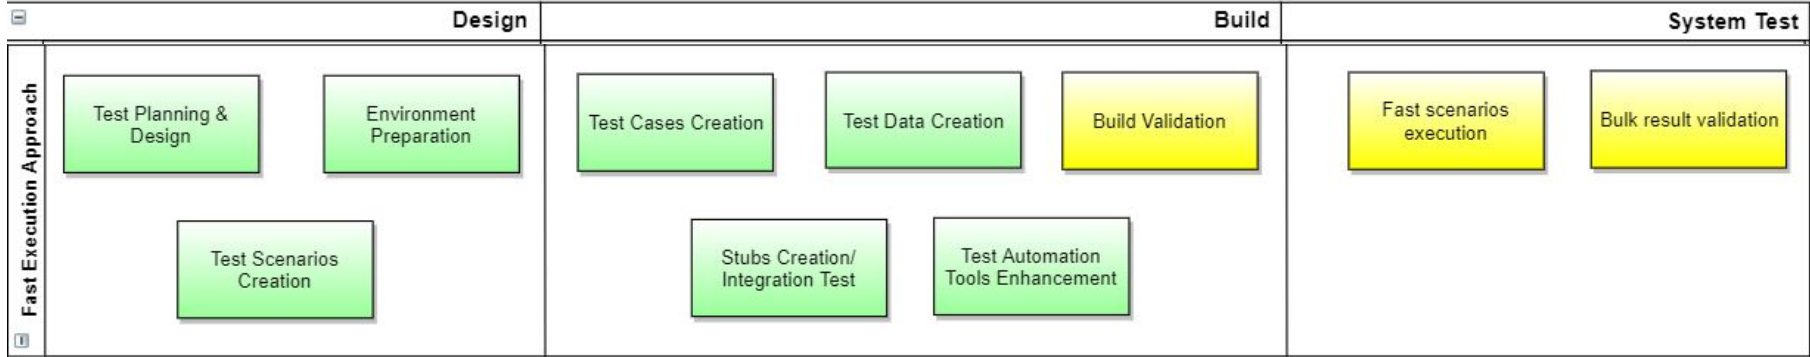 Design
Build
System Test
Fast Execution Approach
Test Planning &
Design
Environment
Preparation
Test Scenarios
Creation
Test Cases Creation
Test Data Creation
Build Validation
Stubs Creation/
Integration Test
Test Automation
Tools Enhancement
Fast scenarios
execution
Bulk result validation